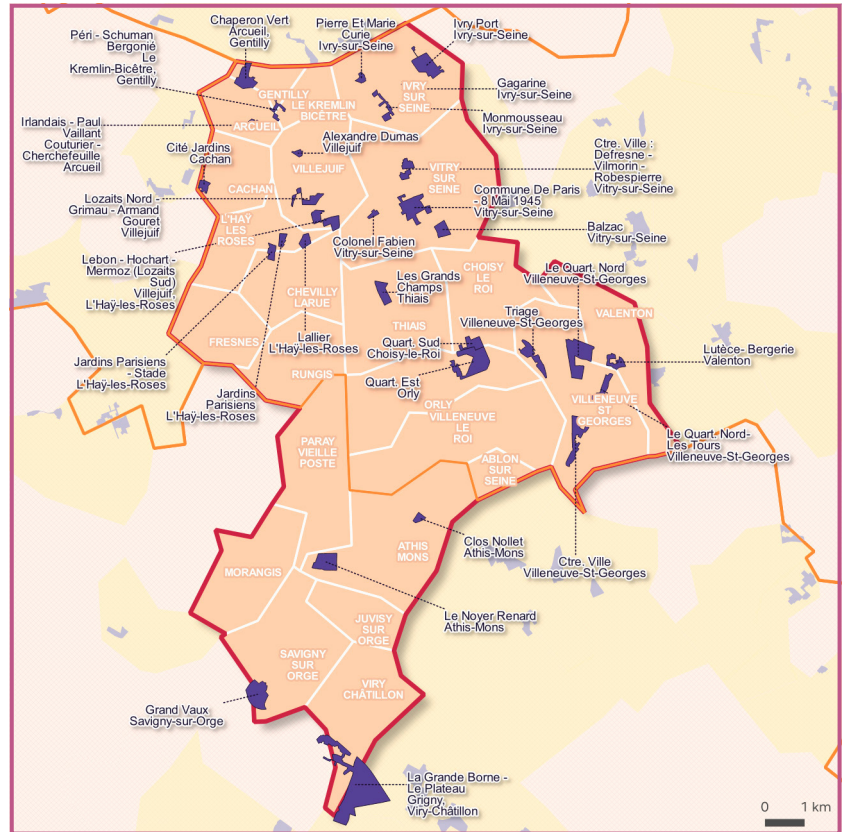 Chaperon Vert
Arcueil,
Gentilly
Pierre Et Marie
Curie
Ivry-sur-Seine
Ivry Port
Ivry-sur-Seine
Péri - Schuman
Bergonié
Le
Kremlin-Bicêtre,
Gentilly
Gagarine
Ivry-sur-Seine
Monmousseau
Ivry-sur-Seine
GENTILLY
LE KREMLIN
BICÊTRE
IVRY
SUR
SEINE
ARCUEIL
Irlandais - Paul
Vaillant
Couturier -
Cherchefeuille
Arcueil
Cité Jardins
Cachan
Alexandre Dumas
Villejuif
Ctre. Ville :
Defresne -
Vilmorin -
Robespierre
Vitry-sur-Seine
VILLEJUIF
VITRY
SUR
SEINE
CACHAN
Lozaits Nord -
Grimau - Armand
Gouret
Villejuif
Commune De Paris
- 8 Mai 1945
Vitry-sur-Seine
L'HAŸ
LES
ROSES
Balzac
Vitry-sur-Seine
Colonel Fabien
Vitry-sur-Seine
Lebon - Hochart -
Mermoz (Lozaits
Sud)
Villejuif,
L'Haÿ-les-Roses
CHOISY
LE
ROI
Le Quart. Nord
Villeneuve-St-Georges
Les Grands
Champs
Thiais
CHEVILLY
LARUE
Triage
Villeneuve-St-Georges
VALENTON
THIAIS
FRESNES
Lallier
L'Haÿ-les-Roses
Quart. Sud
Choisy-le-Roi
Lutèce- Bergerie
Valenton
Jardins Parisiens
- Stade
L'Haÿ-les-Roses
RUNGIS
Quart. Est
Orly
Jardins
Parisiens
L'Haÿ-les-Roses
ORLY
VILLENEUVE
LE
ROI
VILLENEUVE
ST
GEORGES
Le Quart. Nord-
Les Tours
Villeneuve-St-Georges
PARAY
VIEILLE
POSTE
ABLON
SUR
SEINE
Clos Nollet
Athis-Mons
ATHIS
MONS
Ctre. Ville
Villeneuve-St-Georges
MORANGIS
Le Noyer Renard
Athis-Mons
JUVISY
SUR
ORGE
SAVIGNY
SUR
ORGE
VIRY
CHÂTILLON
Grand Vaux
Savigny-sur-Orge
La Grande Borne -
Le Plateau
Grigny,
Viry-Châtillon
0 1 km